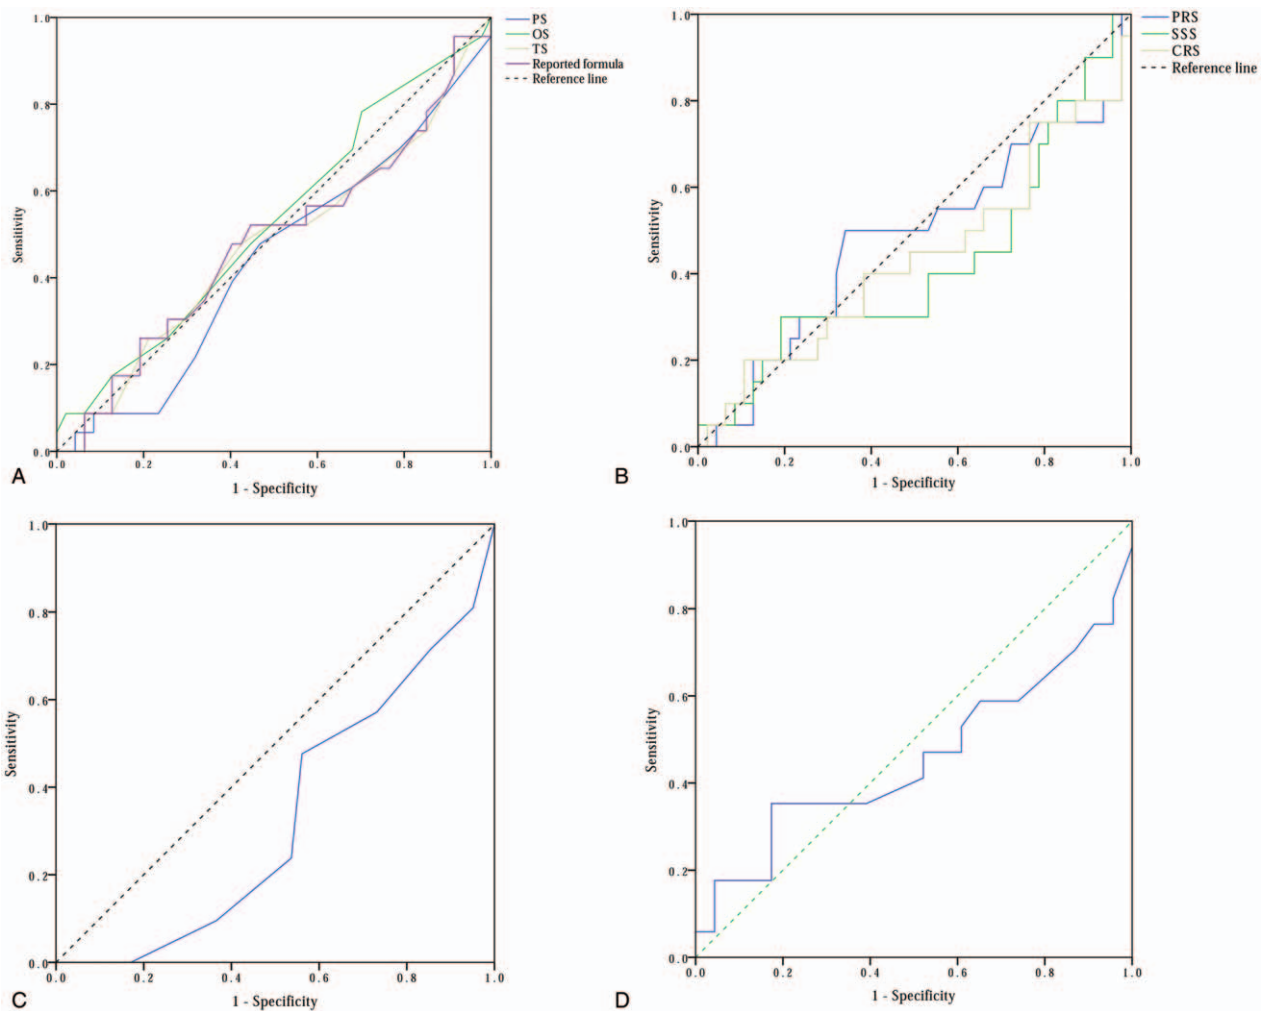 PS
OS
TS
Reported formula
Reference line
1.0
0.8
0.6
0.4
0.2
0.0
Sensitivity
0.0 0.2 0.4 0.6 0.8 1.0
1 - Specificity
A
PRS
SSS
CRS
Reference line
1.0
0.8
0.6
0.4
0.2
0.0
Sensitivity
0.0 0.2 0.4 0.6 0.8 1.0
1 - Specificity
B
1.0
0.8
0.6
0.4
0.2
0.0
Sensitivity
0.0 0.2 0.4 0.6 0.8 1.0
1 - Specificity
C
1.0
0.8
0.6
0.4
0.2
0.0
Sensitivity
0.0 0.2 0.4 0.6 0.8 1.0
1 - Specificity
D